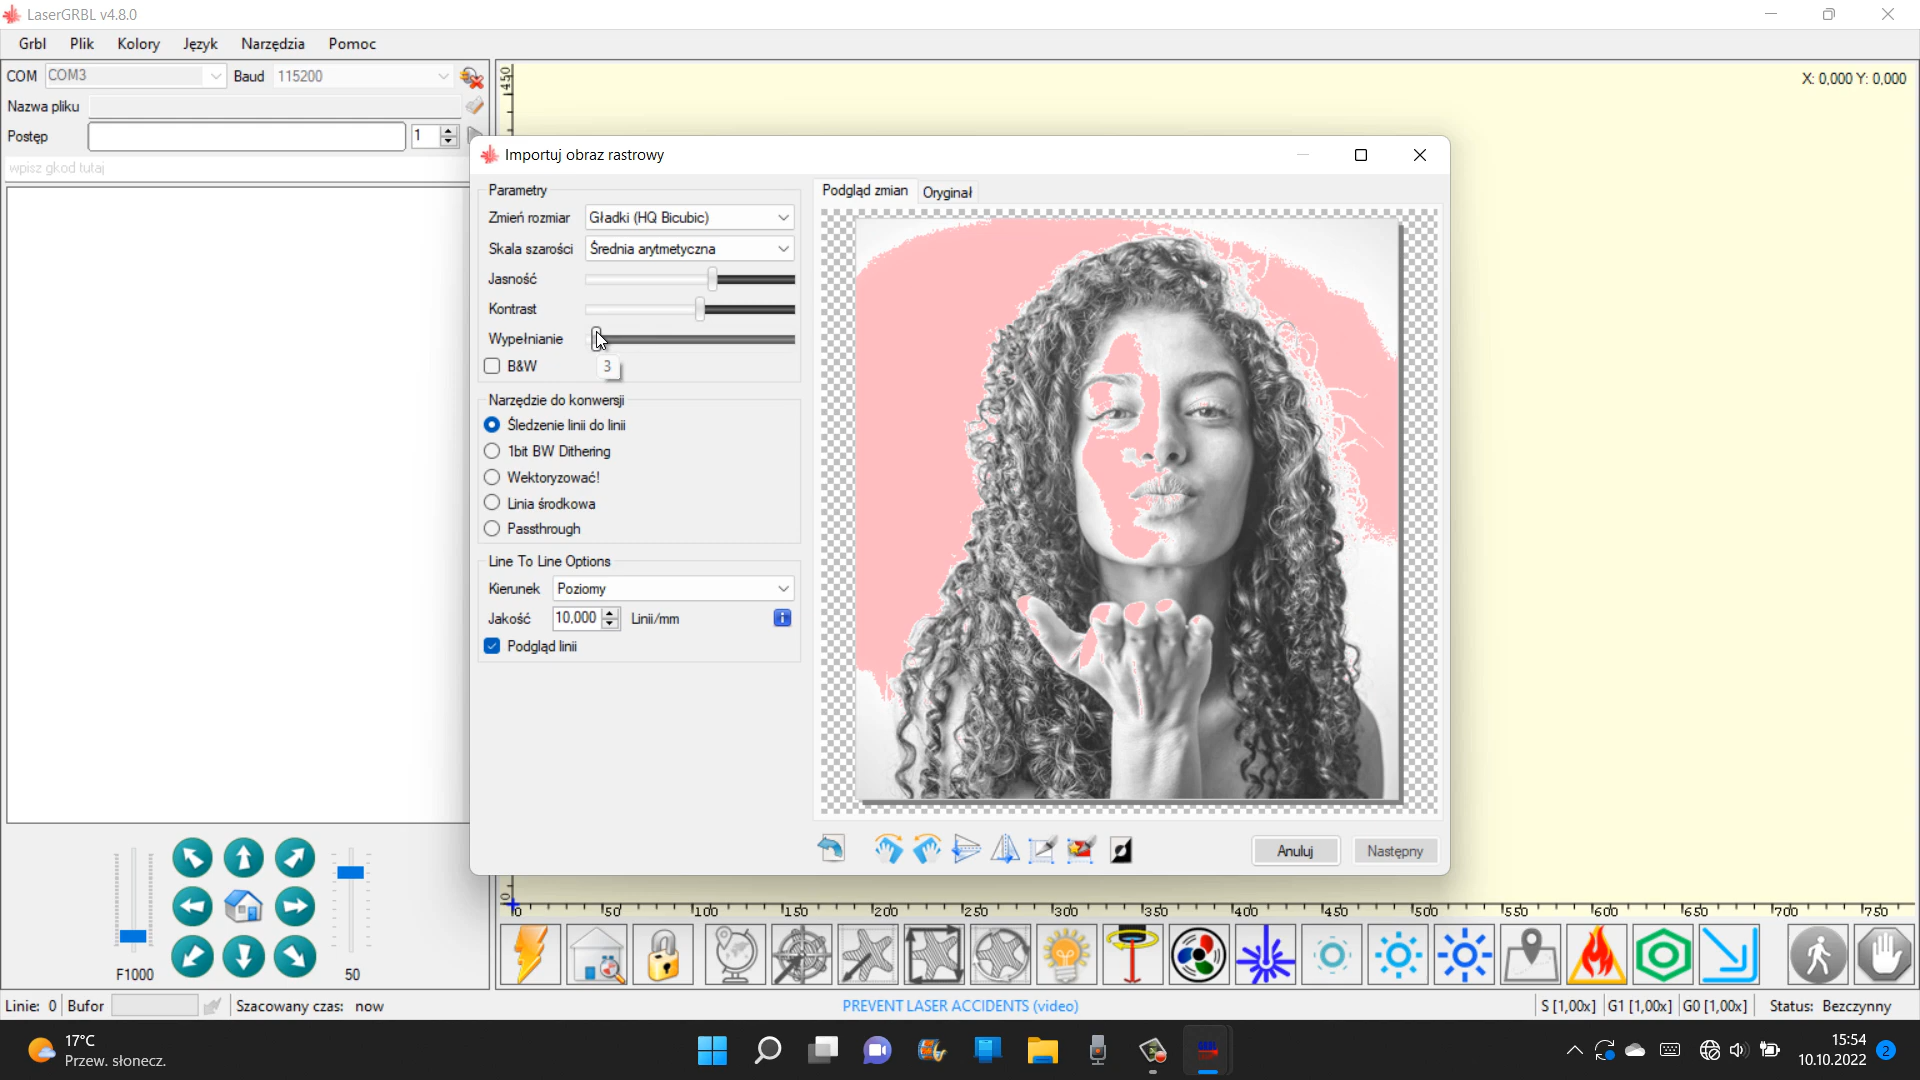 LaserGRBL v4.8.0
Grbl Plik Kolory Język Narzędzia Pomoc
COM COM3 Baud 115200
Nazwa pliku
Postęp 1
wpisz gkod tutaj
X: 0,000 Y: 0,000
450
Importuj obraz rastrowy
Parametry
Zmień rozmiar Gładki (HQ Bicubic)
Skala szarości Średnia arytmetyczna
Jasność
Kontrast
Wypełnianie
3
B&W
Narzędzie do konwersji
Śledzenie linii do linii
1bit BW Dithering
Wektoryzować!
Linia środkowa
Passthrough
Line To Line Options
Kierunek Poziomy
Jakość 10,000 Linii/mm
Podgląd linii
Podgląd zmian Oryginał
Anuluj Następny
0
0 50 100 150 200 250 300 350 400 450 500 550 600 650 700 750
F1000 50
Linie: 0 Bufor Szacowany czas: now
PREVENT LASER ACCIDENTS (video)
S [1,00x] G1 [1,00x] G0 [1,00x] Status: Bezczynny
17°C
Przew. słonecz.
15:54
10.10.2022 2